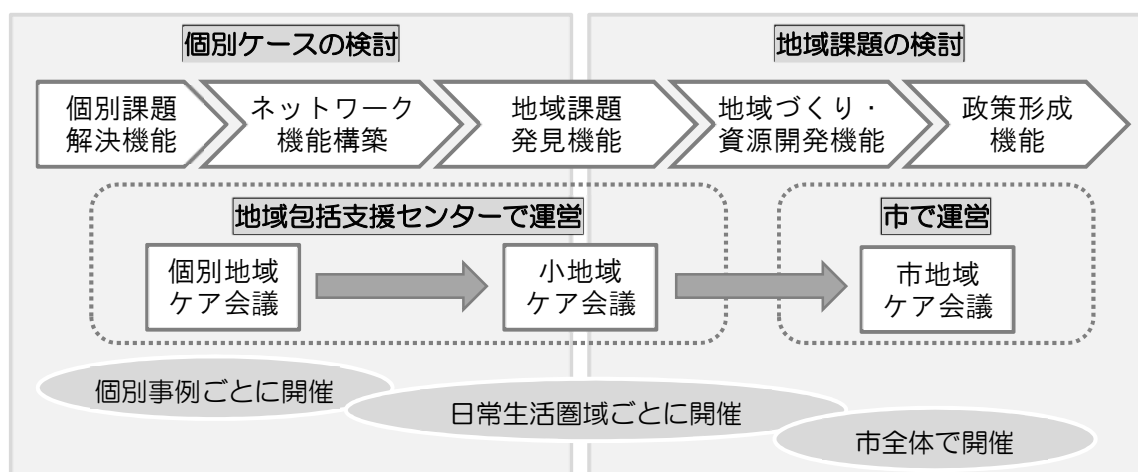 個別ケースの検討
地域課題の検討
個別課題
解決機能
ネットワーク
機能構築
地域課題
発見機能
地域づくり・
資源開発機能
政策形成
機能
地域包括支援センターで運営
市で運営
個別地域
ケア会議
小地域
ケア会議
市地域
ケア会議
個別事例ごとに開催
日常生活圏域ごとに開催
市全体で開催